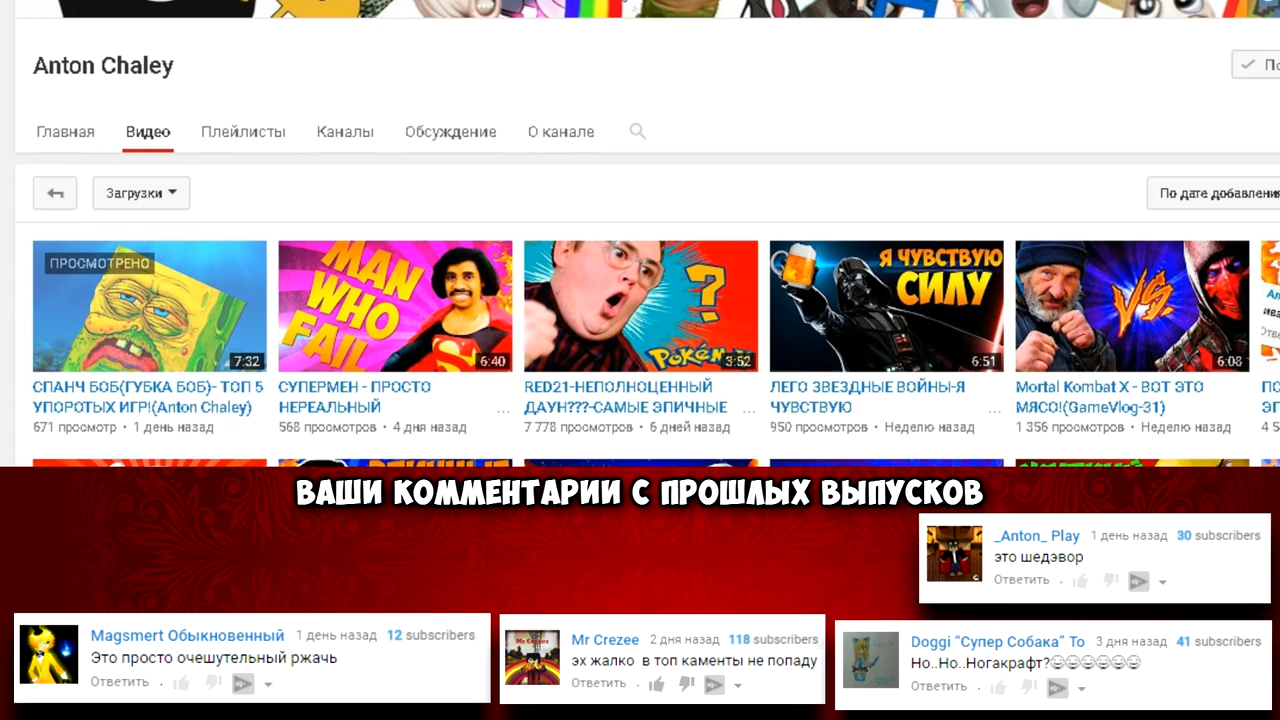 Anton Chaley
Главная Видео Плейлисты Каналы Обсуждение О канале
Загрузки
По дате добавлени
ПРОСМОТРЕНО
7:32
MAN
WHO
FAIL
6:40
?
POKéM
3:52
Я ЧУВСТВУЮ
СИЛУ
6:51
VS.
6:08
СПАНЧ БОБ(ГУБКА БОБ)- ТОП 5
УПОРОТЫХ ИГР!(Anton Chaley)
671 просмотр • 1 день назад
СУПЕРМЕН - ПРОСТО
НЕРЕАЛЬНЫЙ ...
568 просмотров • 4 дня назад
RED21-НЕПОЛНОЦЕННЫЙ
ДАУН???-САМЫЕ ЭПИЧНЫЕ ...
7 778 просмотров • 6 дней назад
ЛЕГО ЗВЕЗДНЫЕ ВОЙНЫ-Я
ЧУВСТВУЮ ...
950 просмотров • Неделю назад
Mortal Kombat X - ВОТ ЭТО
МЯСО!(GameVlog-31)
1 356 просмотров • Неделю назад
ВАШИ КОММЕНТАРИИ С ПРОШЛЫХ ВЫПУСКОВ
_Anton_ Play 1 день назад 30 subscribers
это шедэвор
Ответить
Magsmert Обыкновенный 1 день назад 12 subscribers
Это просто очешутельный ржачь
Ответить
Mr Crezee
Mr Crezee 2 дня назад 118 subscribers
эх жалко в топ каменты не попаду
Ответить
Doggi "Супер Собака" To 3 дня назад 41 subscribers
Но..Но..Ногакрафт?
Ответить